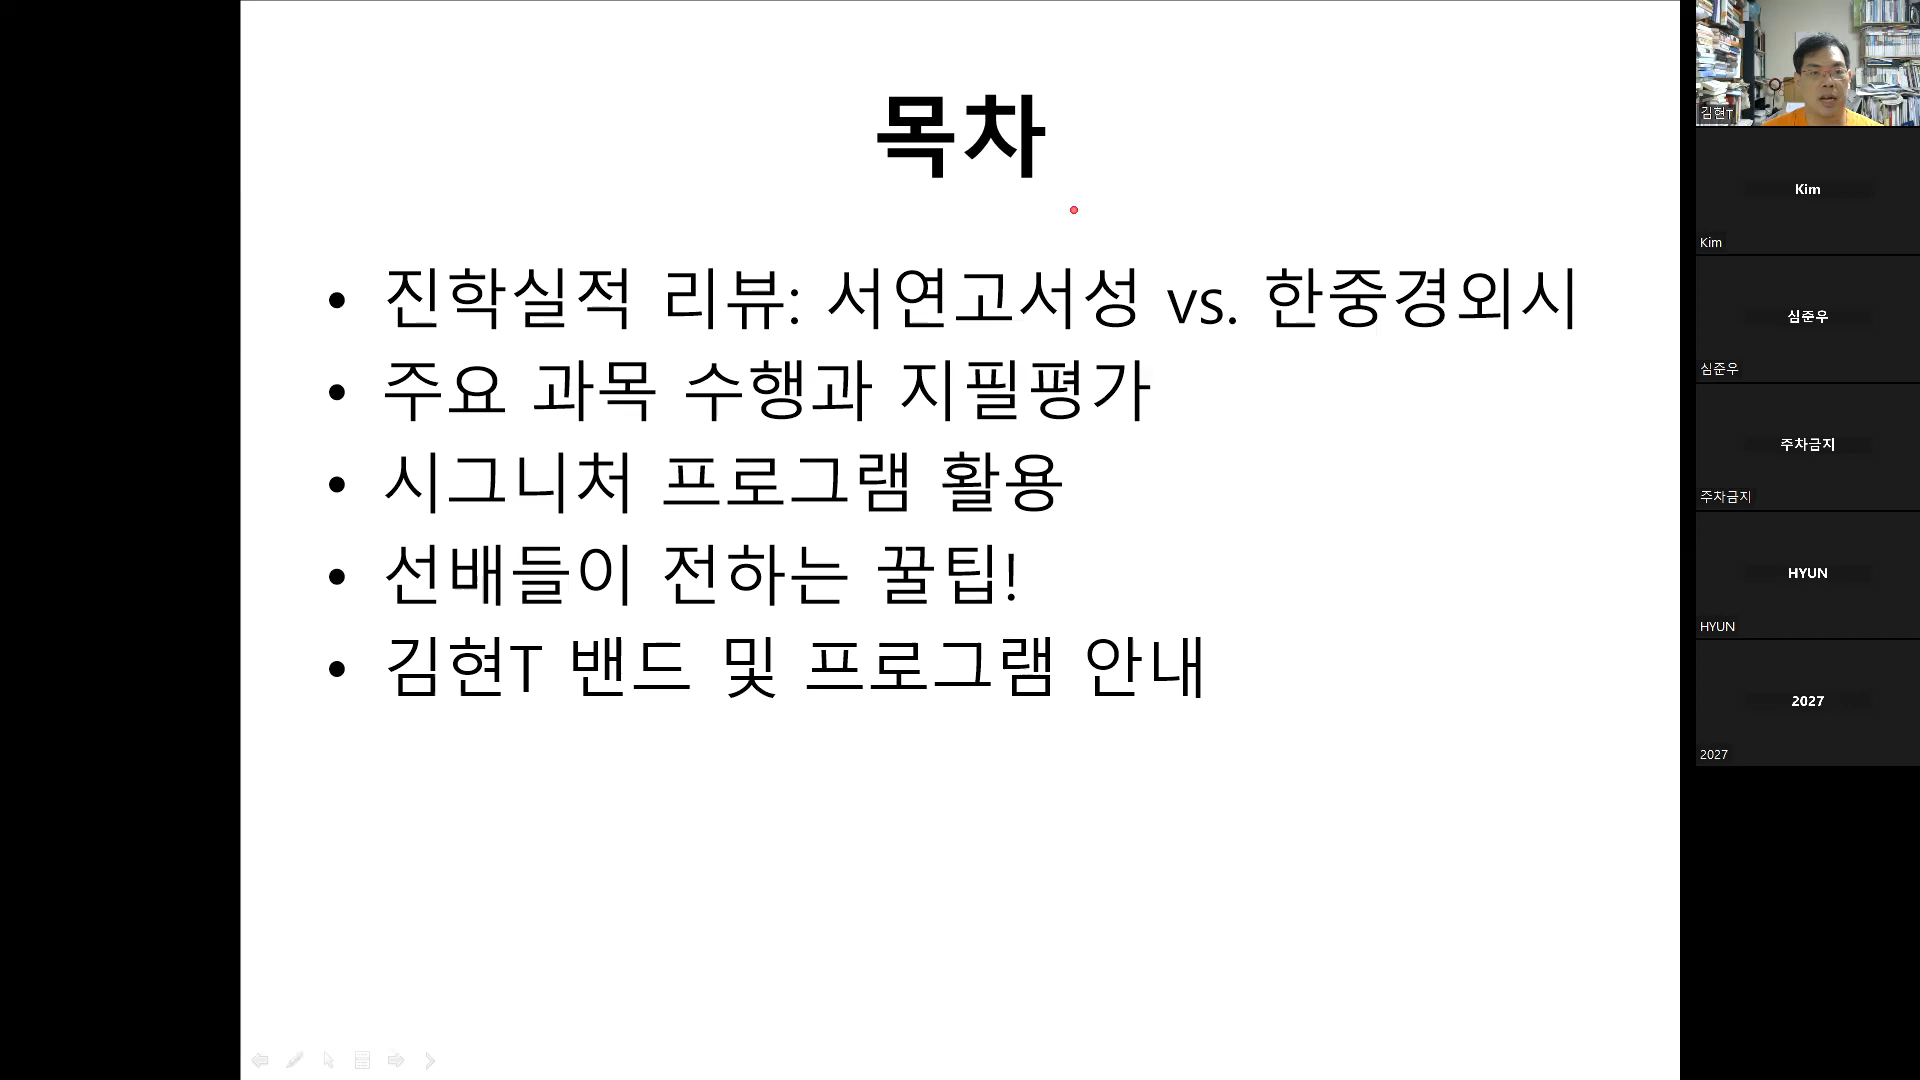 목차
• 진학실적 리뷰: 서연고서성 vs. 한중경외시
• 주요 과목 수행과 지필평가
• 시그니처 프로그램 활용
• 선배들이 전하는 꿀팁!
• 김현T 밴드 및 프로그램 안내
김현T
Kim
Kim
심준우
심준우
주차금지
주차금지
HYUN
HYUN
2027
2027